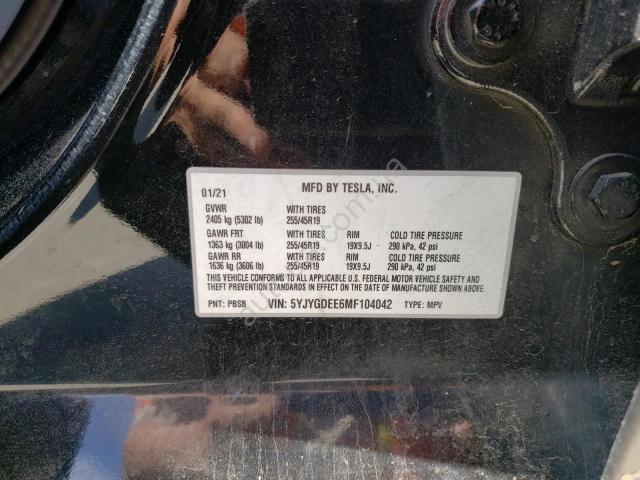 01/21 MFD BY TESLA, INC.
GVWR WITH TIRES
2405 kg (5302 lb) 255/45R19
GAWR FRT WITH TIRES RIM COLD TIRE PRESSURE
1363 kg (3004 lb) 255/45R19 19X9.5J - 290 kPa, 42 psi
GAWR RR WITH TIRES RIM COLD TIRE PRESSURE
1636 kg (3606 lb) 255/45R19 19X9.5J - 290 kPa, 42 psi
THIS VEHICLE CONFORMS TO ALL APPLICABLE U.S. FEDERAL MOTOR VEHICLE SAFETY AND
THEFT PREVENTION STANDARDS IN EFFECT ON THE DATE OF MANUFACTURE SHOWN ABOVE.
PNT: PBSB VIN: 5YJYGDEE6MF104042 TYPE: MPV